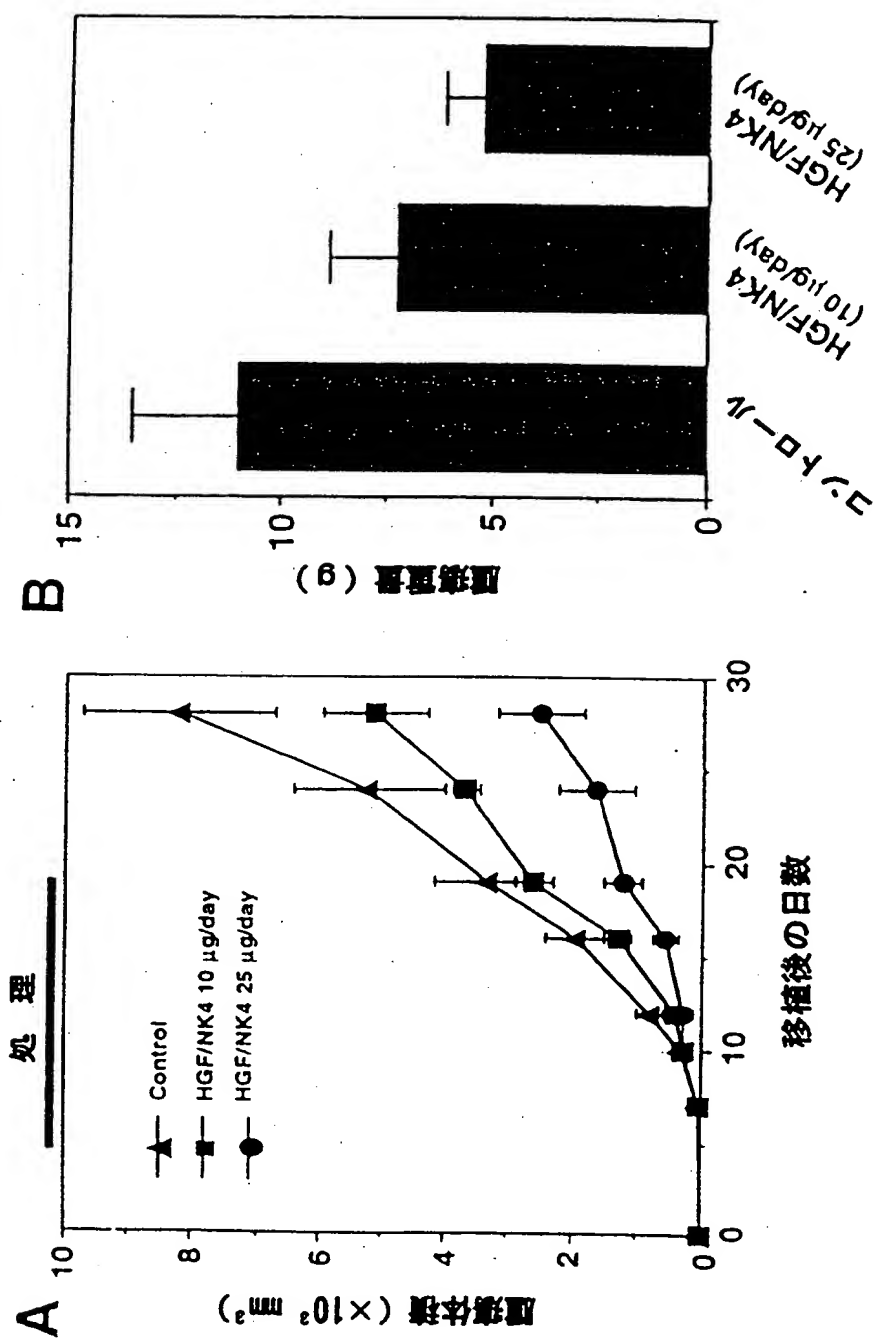 A
処 理
10
8
6
4
2
0
腫瘍体積 (×10³ mm³)
Control
HGF/NK4 10 μg/day
HGF/NK4 25 μg/day
0
10
20
30
移植後の日数
B
15
10
5
0
腫瘍重量 (g)
コントロール
HGF/NK4
(10 μg/day)
HGF/NK4
(25 μg/day)